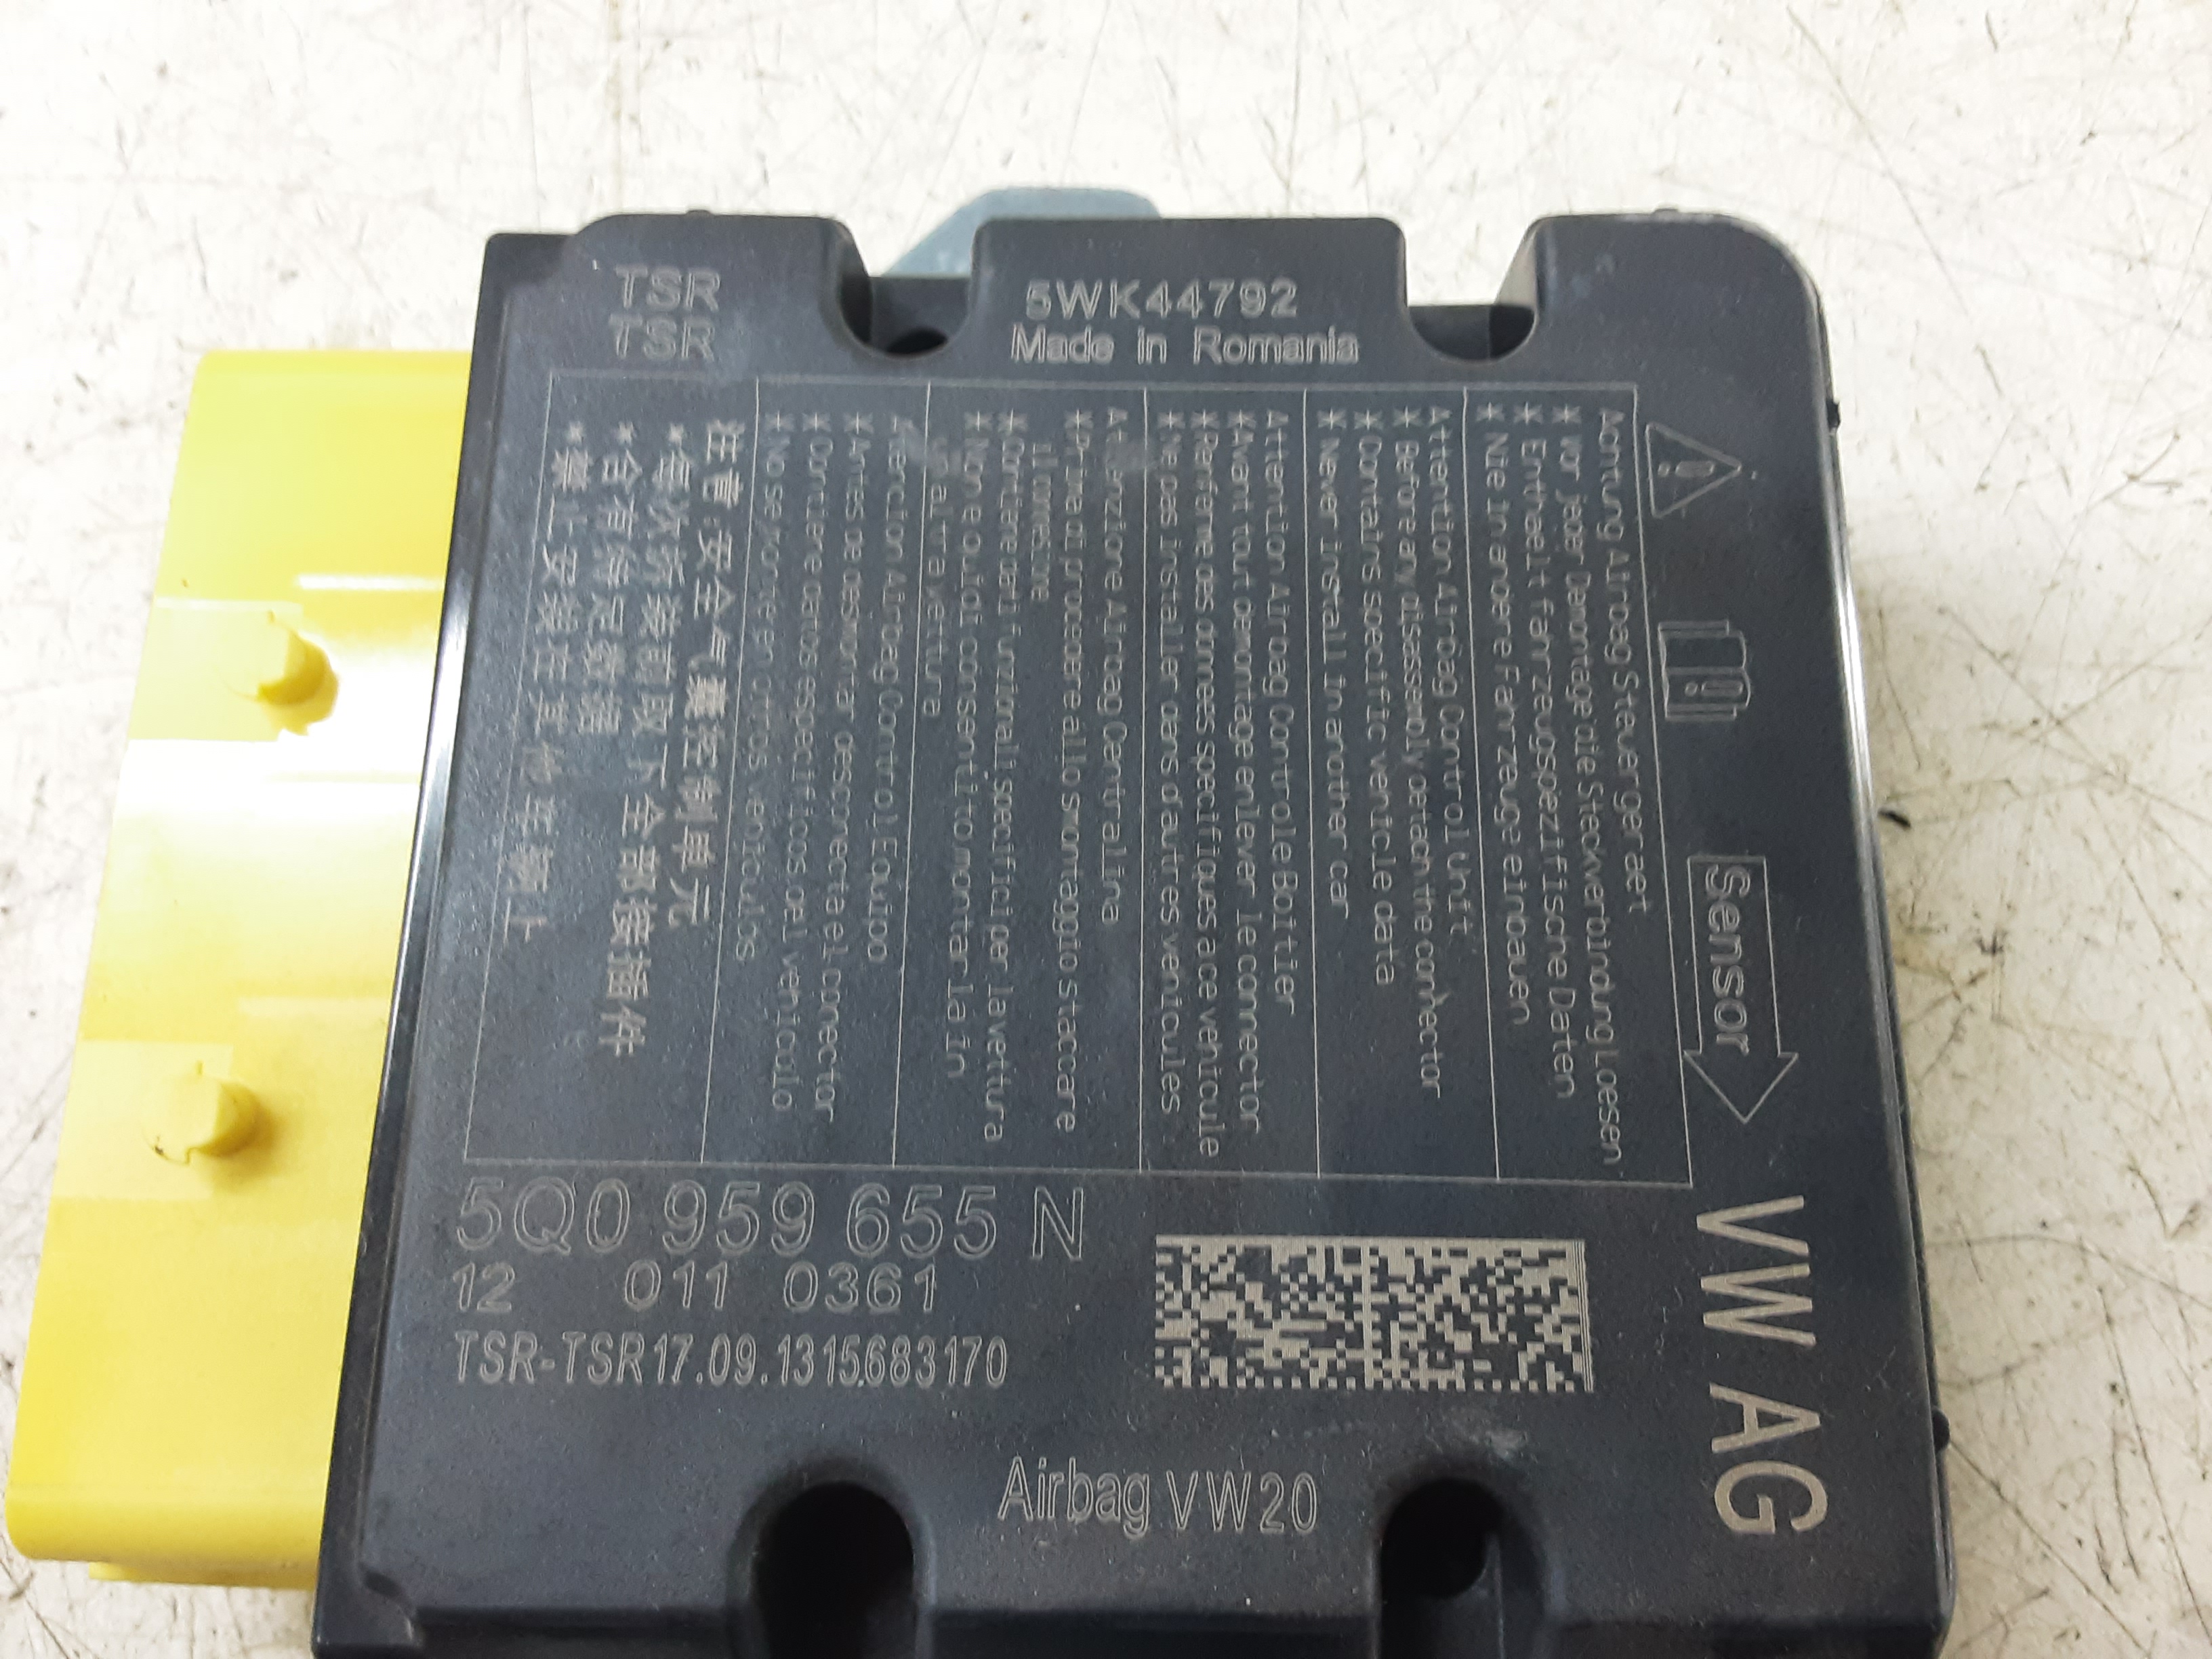 TSR
TSR
5WK44792
Made in Romania
Achtung Airbag Steuergeraet
* Vor jeder Demontage die Steckverbindung loesen
* Enthaelt fahrzeugspezifische Daten
* Nie in andere Fahrzeuge einbauen
Attention Airbag Control Unit
* Before any disassembly detach the connector
* Contains specific vehicle data
* Never install in another car
Attention Airbag Controle Boitier
* Avant tout demontage enlever le connector
* Renferme des donnees specifiques a ce vehicule
* Ne pas installer dans d'autres vehicules
Attenzione Airbag Centralina
* Prima di procedere allo smontaggio staccare
il connettore
* Contiene dati funzionali specifici per la vettura
* Non e quidi consentito montarla in
un'altra vettura
Atencion Airbag Control Equipo
* Antes de desmontar desconecta el conector
* Contiene datos especificos del vehiculo
* No se monte en otros vehiculos
注意:安全气囊控制单元
*每次拆装前取下全部接插件
*含有特定数据
*禁止安装在其他车辆上
Sensor
VW AG
5Q0 959 655 N
12 011 0361
TSR-TSR17.09.1315683170
Airbag VW20